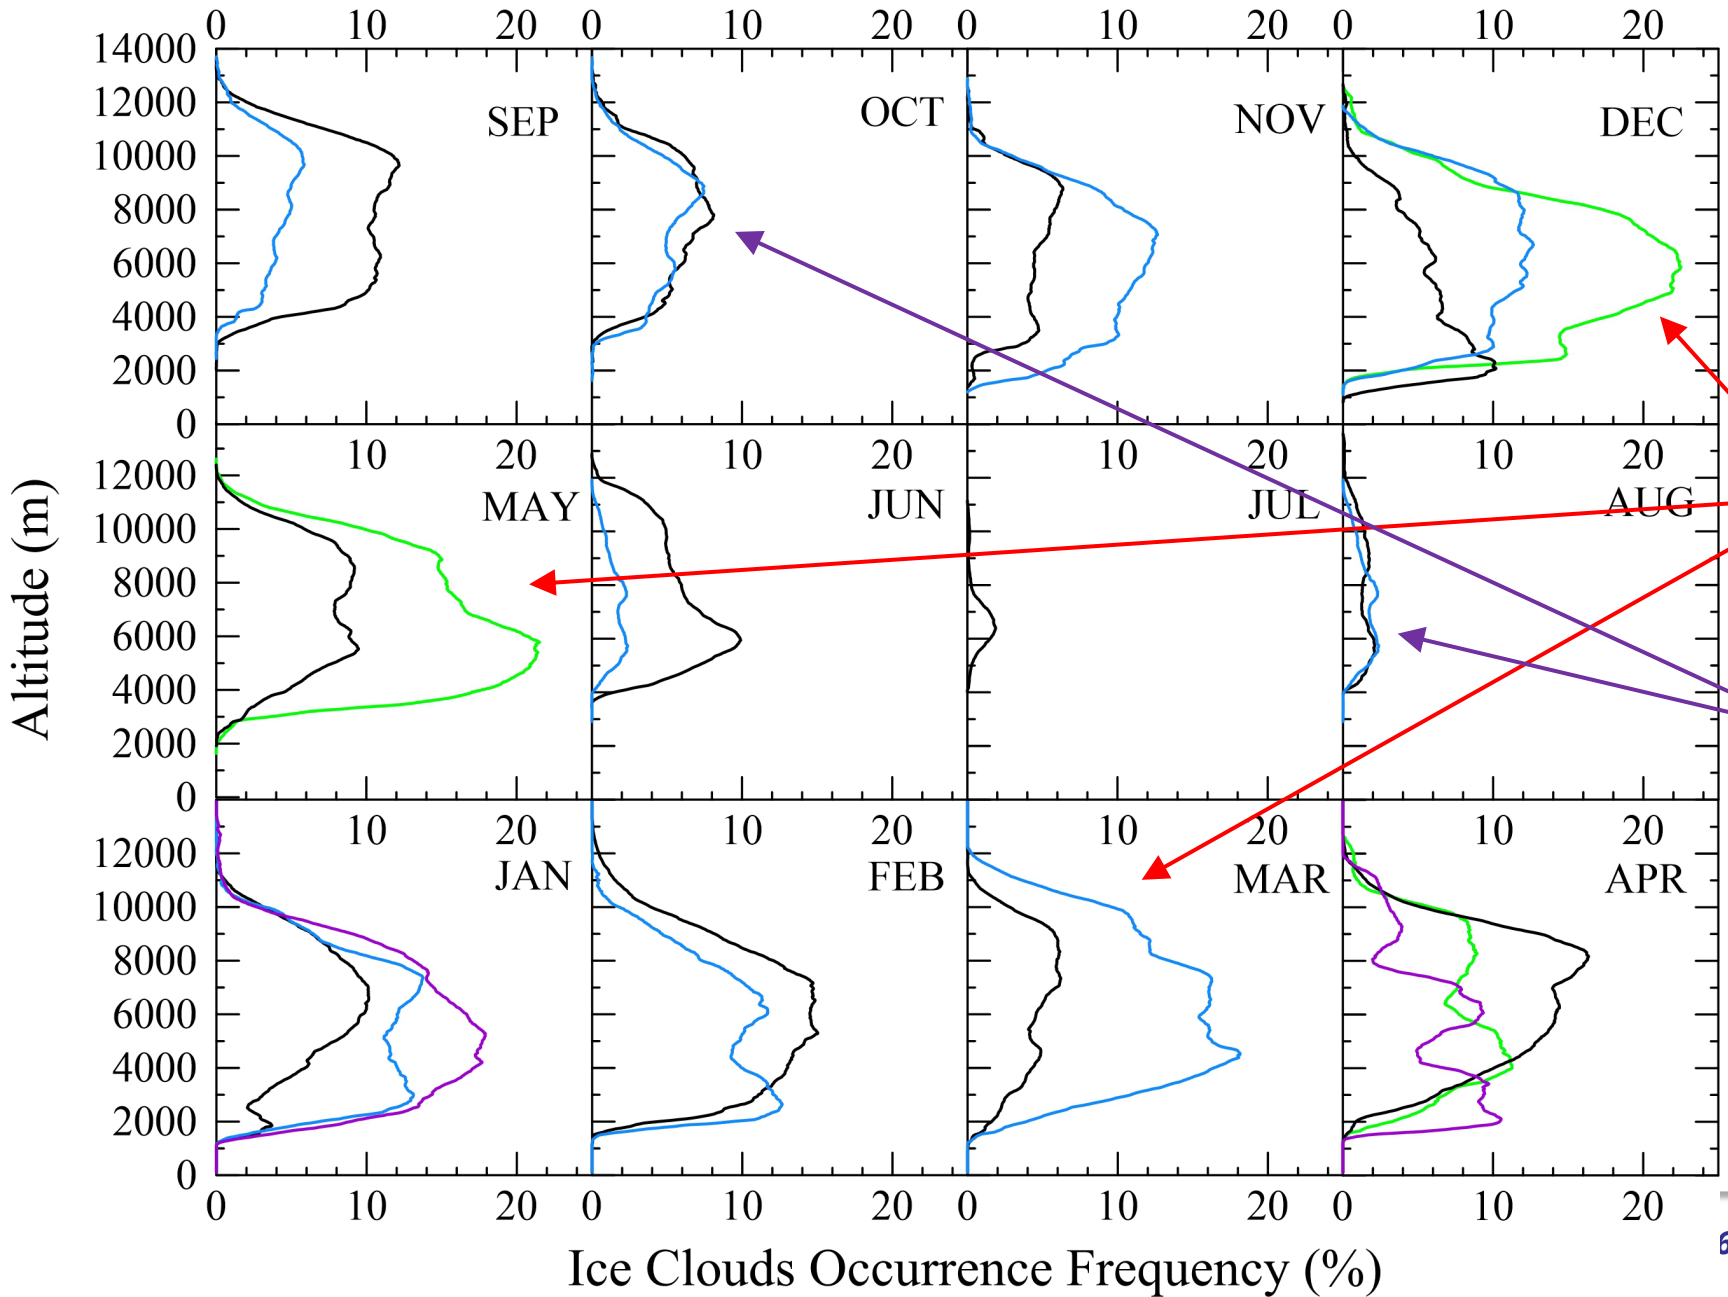 0 10 20 0 10 20 0 10 20 0 10 20
14000
12000 SEP OCT NOV DEC
10000
8000
6000
4000
2000
0
10 20 10 20 10 20 10 20
12000 MAY JUN JUL AUG
10000
8000
6000
4000
2000
0
10 20 10 20 10 20 10 20
12000 JAN FEB MAR APR
10000
8000
6000
4000
2000
0
0 10 20 0 10 20 0 10 20 0 10 20
Altitude (m)
Ice Clouds Occurrence Frequency (%)